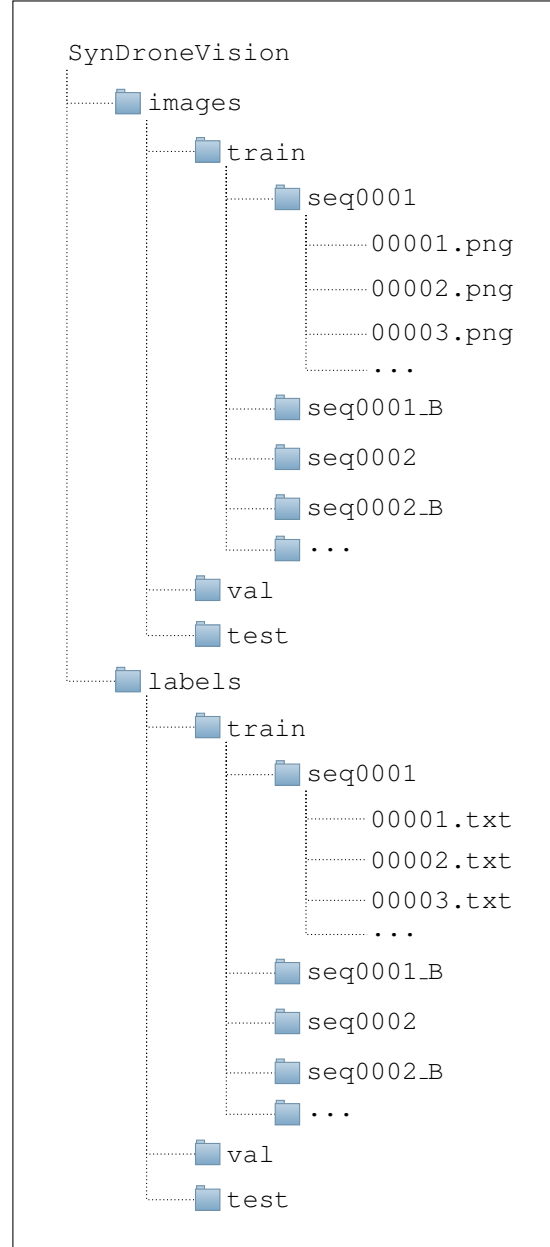 SynDroneVision
images
train
seq0001
00001.png
00002.png
00003.png
...
seq0001_B
seq0002
seq0002_B
...
val
test
labels
train
seq0001
00001.txt
00002.txt
00003.txt
...
seq0001_B
seq0002
seq0002_B
...
val
test